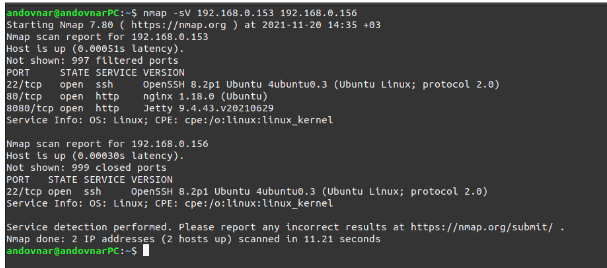 andovnar@andovnarPC:~$ nmap -sV 192.168.0.153 192.168.0.156
Starting Nmap 7.80 ( https://nmap.org ) at 2021-11-20 14:35 +03
Nmap scan report for 192.168.0.153
Host is up (0.00051s latency).
Not shown: 997 filtered ports
PORT     STATE SERVICE VERSION
22/tcp   open  ssh     OpenSSH 8.2p1 Ubuntu 4ubuntu0.3 (Ubuntu Linux; protocol 2.0)
80/tcp   open  http    nginx 1.18.0 (Ubuntu)
8080/tcp open  http    Jetty 9.4.43.v20210629
Service Info: OS: Linux; CPE: cpe:/o:linux:linux_kernel

Nmap scan report for 192.168.0.156
Host is up (0.00030s latency).
Not shown: 999 closed ports
PORT   STATE SERVICE VERSION
22/tcp open  ssh     OpenSSH 8.2p1 Ubuntu 4ubuntu0.3 (Ubuntu Linux; protocol 2.0)
Service Info: OS: Linux; CPE: cpe:/o:linux:linux_kernel

Service detection performed. Please report any incorrect results at https://nmap.org/submit/ .
Nmap done: 2 IP addresses (2 hosts up) scanned in 11.21 seconds
andovnar@andovnarPC:~$